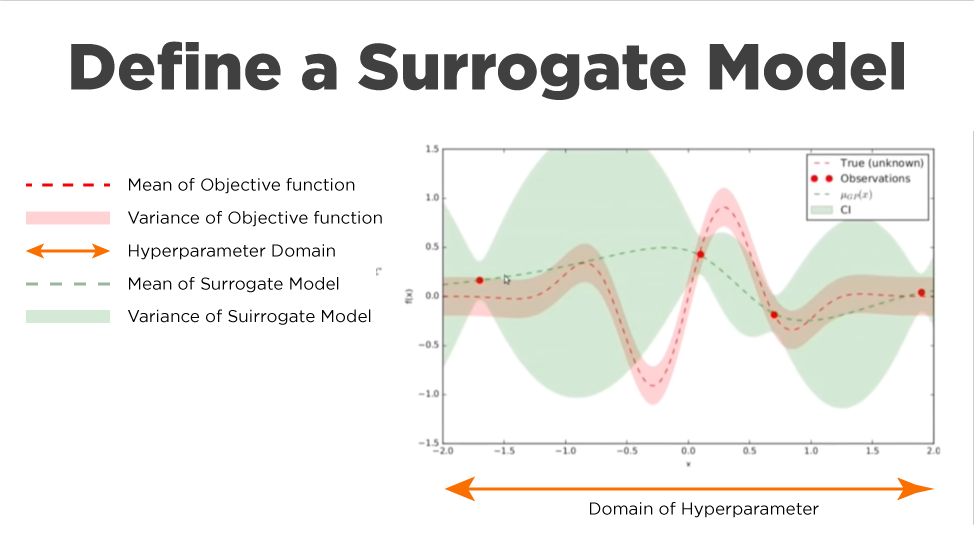 Define a Surrogate Model
Mean of Objective function
Variance of Objective function
Hyperparameter Domain
Mean of Surrogate Model
Variance of Suirrogate Model
True (unknown)
Observations
μGP(x)
CI
1.5
1.0
0.5
0.0
−0.5
−1.0
−1.5
f(x)
−2.0 −1.5 −1.0 −0.5 0.0 0.5 1.0 1.5 2.0
x
Domain of Hyperparameter